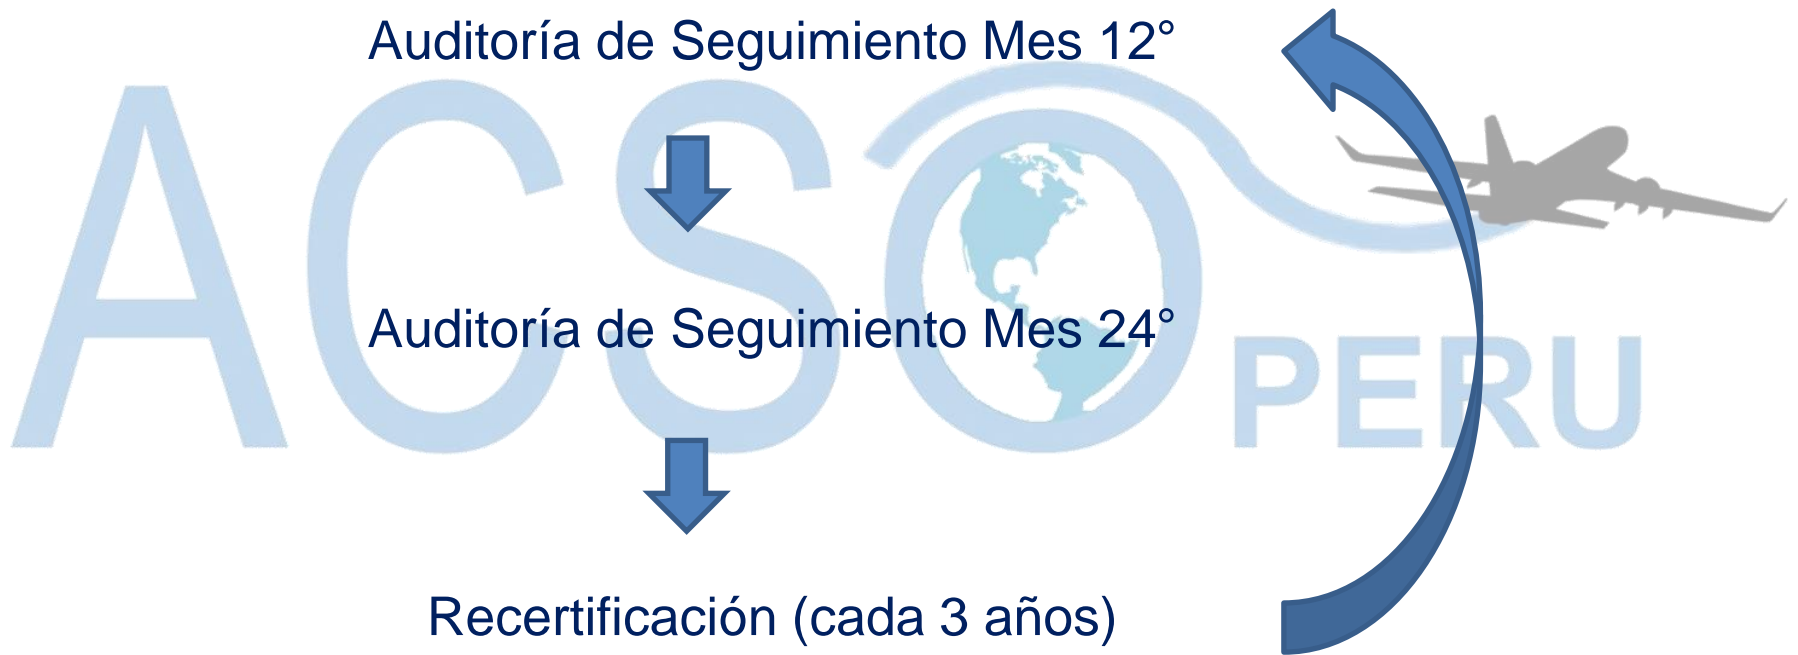 Auditoría de Seguimiento Mes 12°
ACSO
Auditoría de Seguimiento Mes 24°
PERU
Recertificación (cada 3 años)